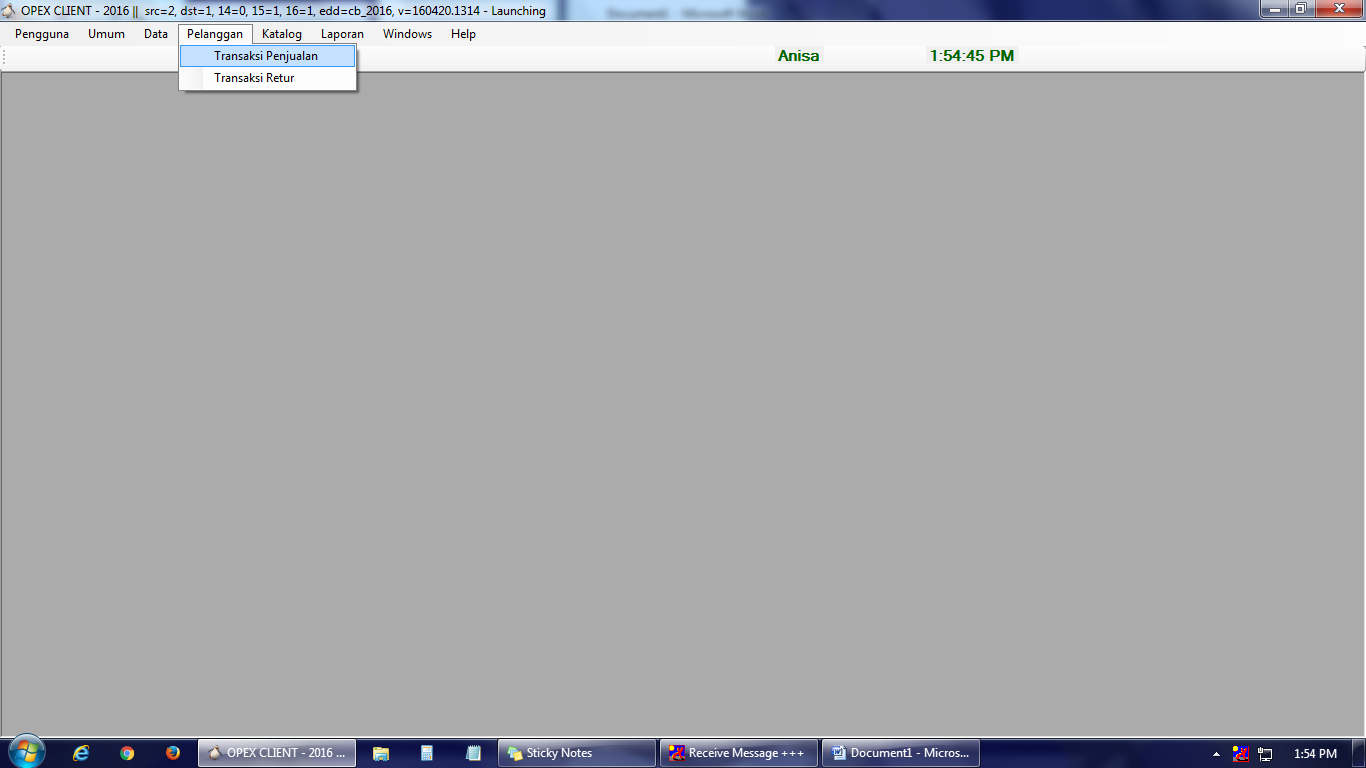 OPEX CLIENT - 2016 || src=2, dst=1, 14=0, 15=1, 16=1, edd=cb_2016, v=160420.1314 - Launching
Document1 - Microsoft
Pengguna Umum Data Pelanggan Katalog Laporan Windows Help
Transaksi Penjualan
Anisa 1:54:45 PM
Transaksi Retur
OPEX CLIENT - 2016 ... Sticky Notes Receive Message +++ Document1 - Micros... 1:54 PM